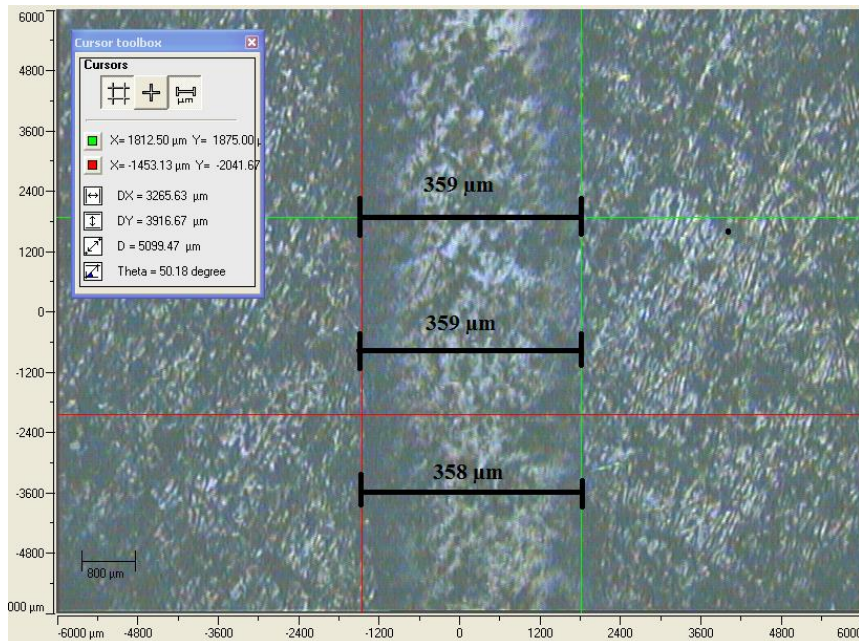 6000
4800
3600
2400
1200
0
-1200
-2400
-3600
-4800
000 µm
Cursor toolbox
Cursors
µm
X= 1812.50 µm Y= 1875.00 µ
X= -1453.13 µm Y= -2041.67
DX = 3265.63 µm
DY = 3916.67 µm
D = 5099.47 µm
Theta = 50.18 degree
359 µm
359 µm
358 µm
800 µm
-6000 µm -4800 -3600 -2400 -1200 0 1200 2400 3600 4800 6000